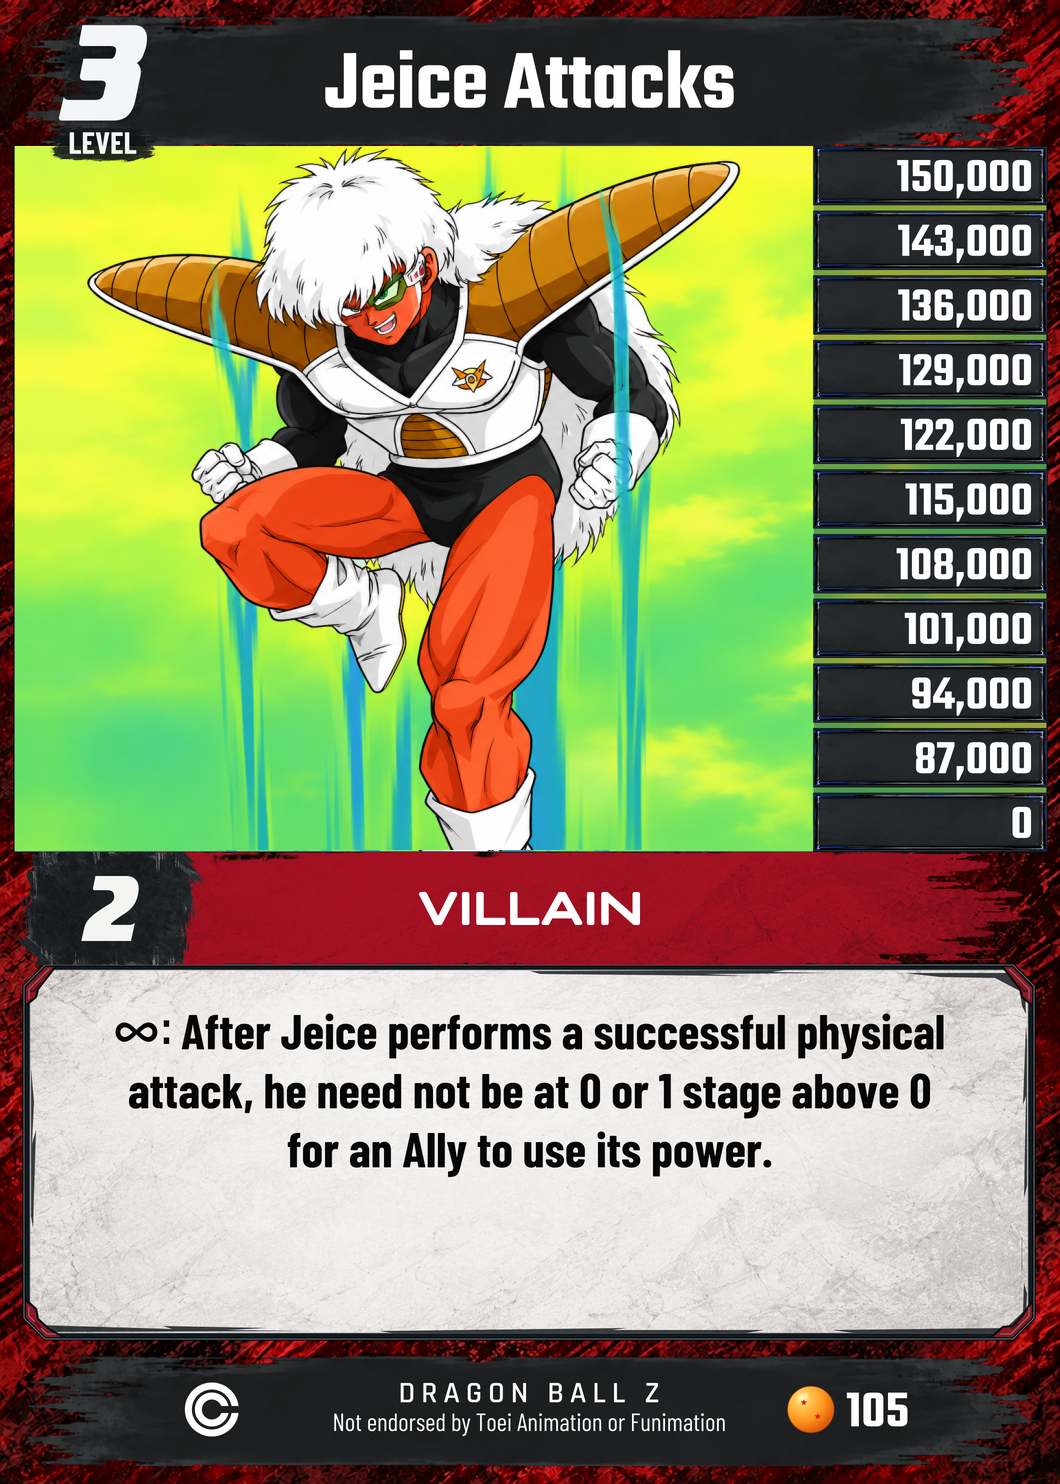 3
LEVEL
Jeice Attacks
150,000
143,000
136,000
129,000
122,000
115,000
108,000
101,000
94,000
87,000
0
2
VILLAIN
∞: After Jeice performs a successful physical
attack, he need not be at 0 or 1 stage above 0
for an Ally to use its power.
DRAGON BALL Z
Not endorsed by Toei Animation or Funimation
105